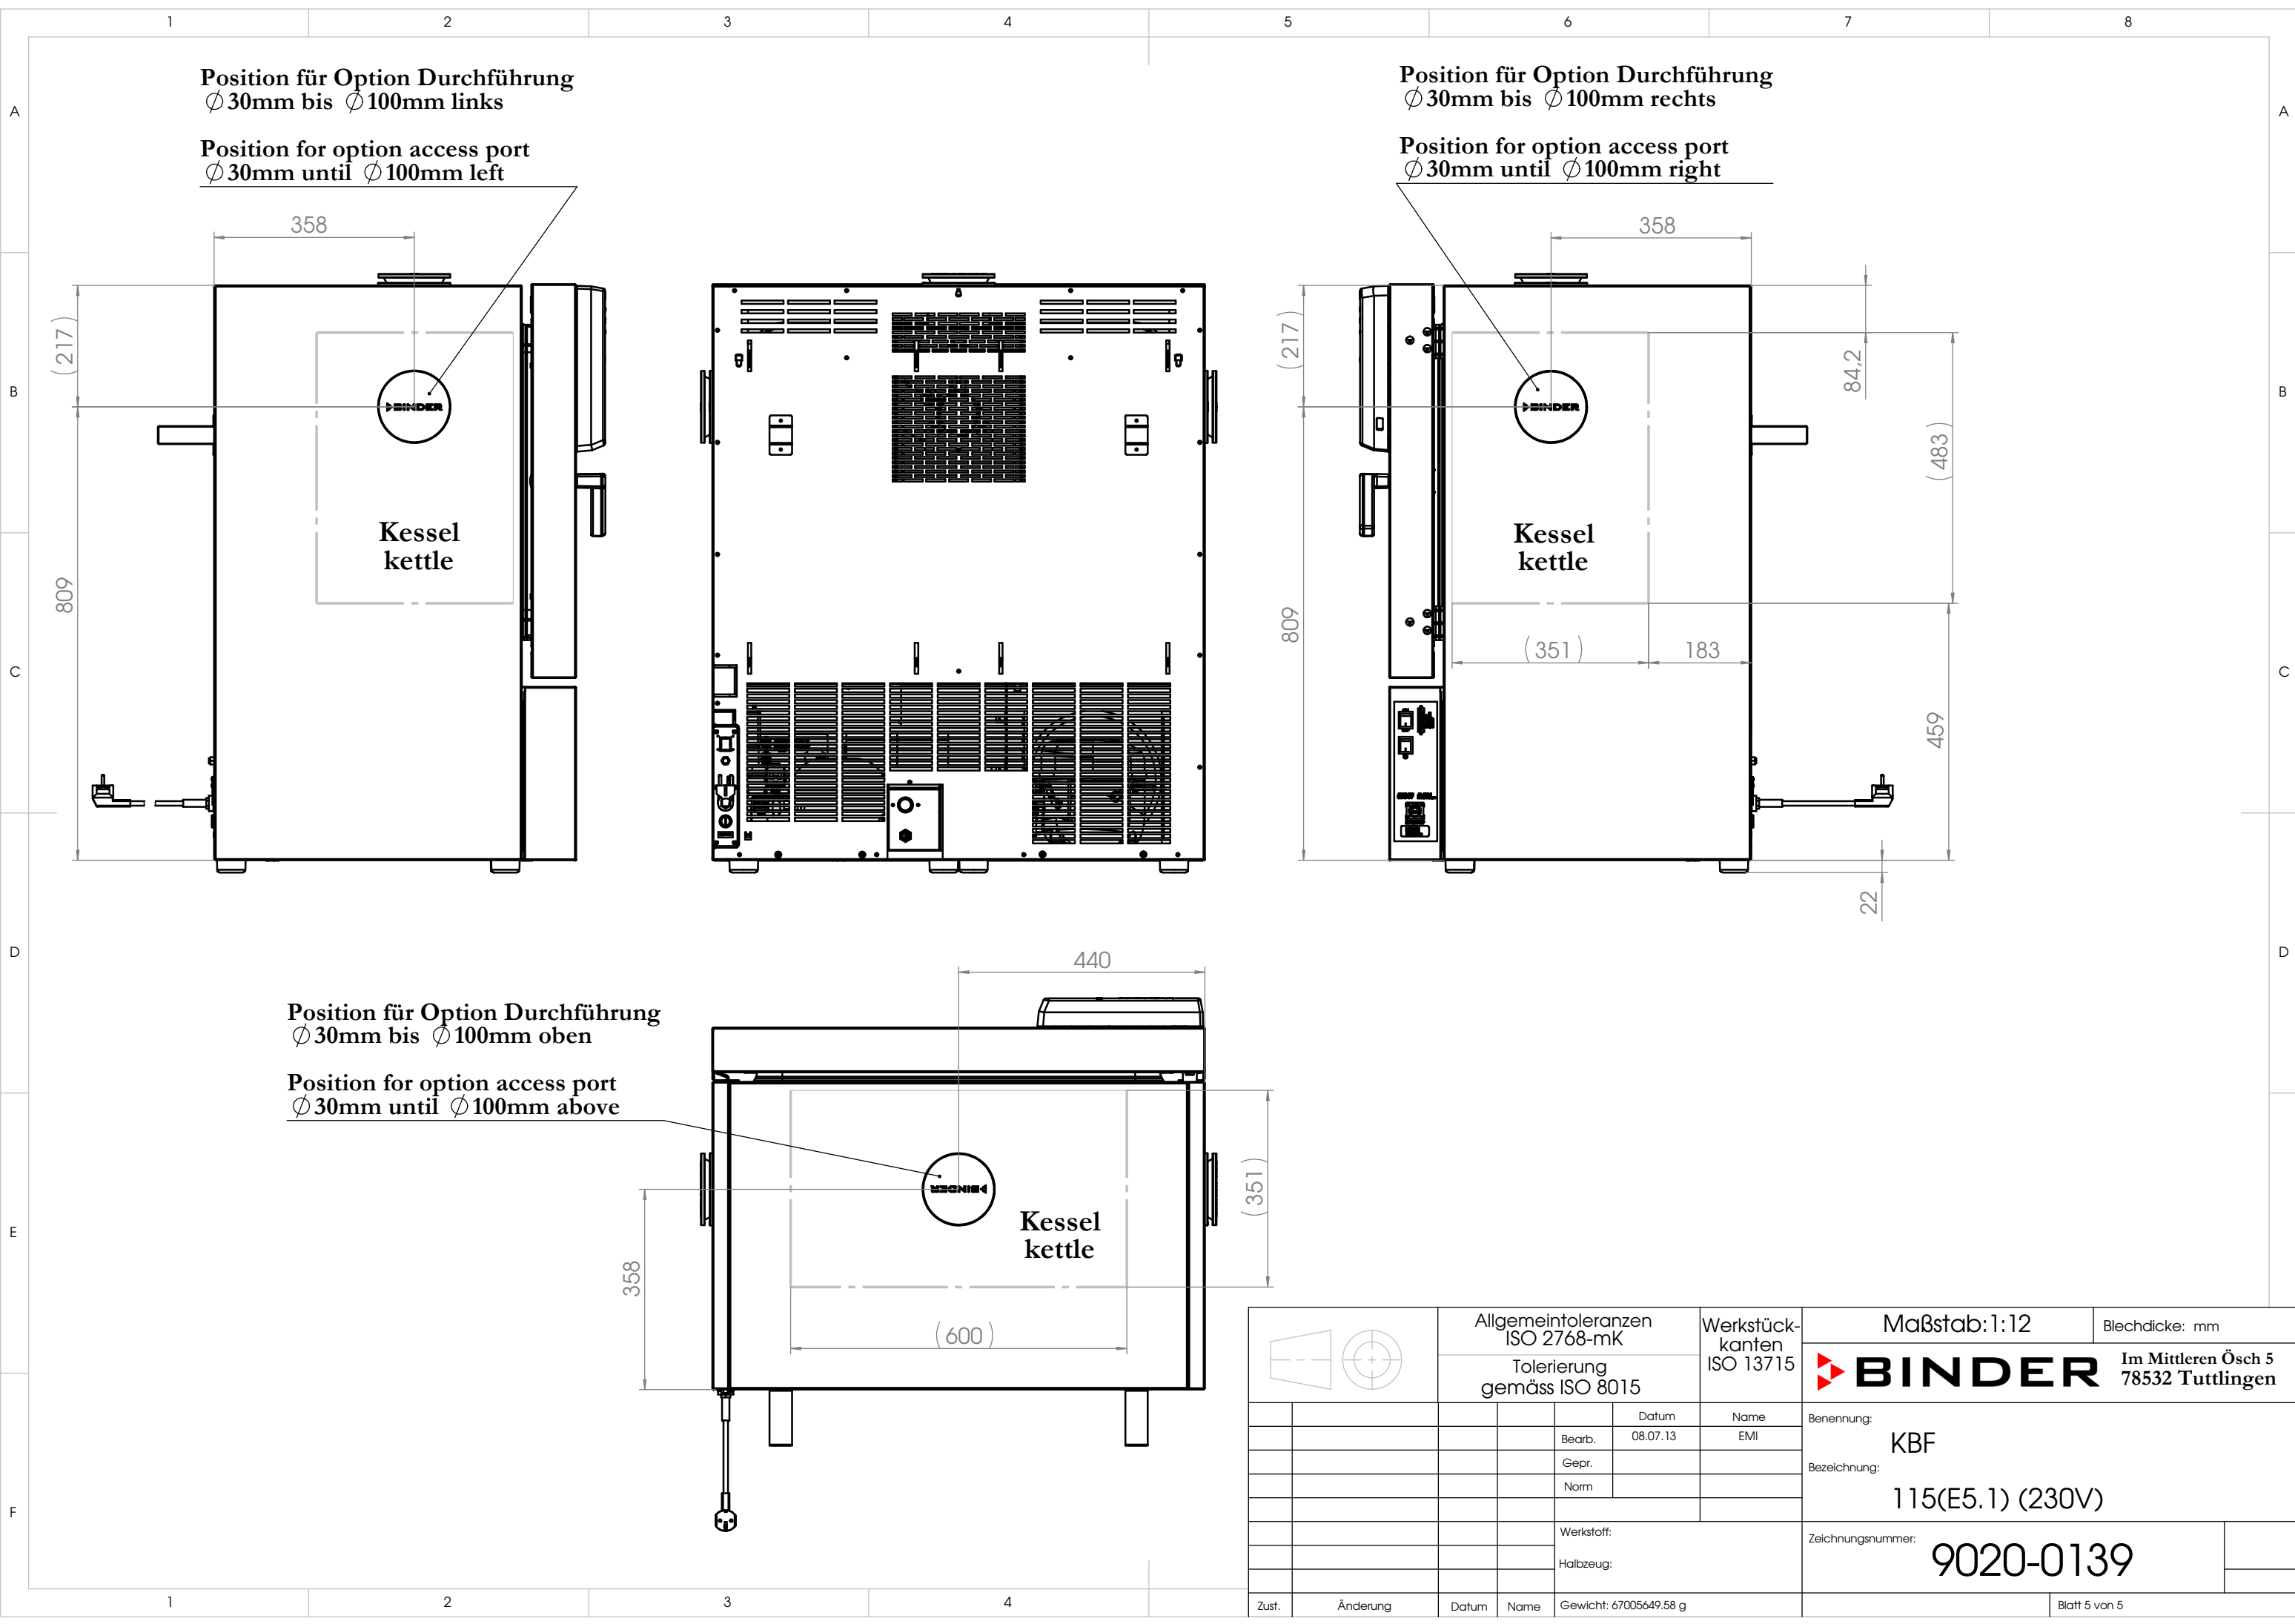 1 2 3 4 5 6 7 8
A A
Position für Option Durchführung
∅30mm bis ∅100mm links
Position for option access port
∅30mm until ∅100mm left
Position für Option Durchführung
∅30mm bis ∅100mm rechts
Position for option access port
∅30mm until ∅100mm right
358
358
(217)
(217)
84,2
B B
BINDER
BINDER
(483)
Kessel
kettle
Kessel
kettle
809
809
(351)
183
C C
459
22
D D
440
Position für Option Durchführung
∅30mm bis ∅100mm oben
Position for option access port
∅30mm until ∅100mm above
BINDER
(351)
Kessel
kettle
E E
358
(600)
F
Allgemeintoleranzen
ISO 2768-mK
Tolerierung
gemäss ISO 8015
Werkstück-
kanten
ISO 13715
Maßstab:1:12
Blechdicke: mm
BINDER
Im Mittleren Ösch 5
78532 Tuttlingen
Datum Name
Bearb. 08.07.13 EMI
Gepr.
Norm
Benennung:
KBF
Bezeichnung:
115(E5.1) (230V)
Werkstoff:
Halbzeug:
Zeichnungsnummer:
9020-0139
Zust. Änderung Datum Name Gewicht: 67005649.58 g
Blatt 5 von 5
1 2 3 4